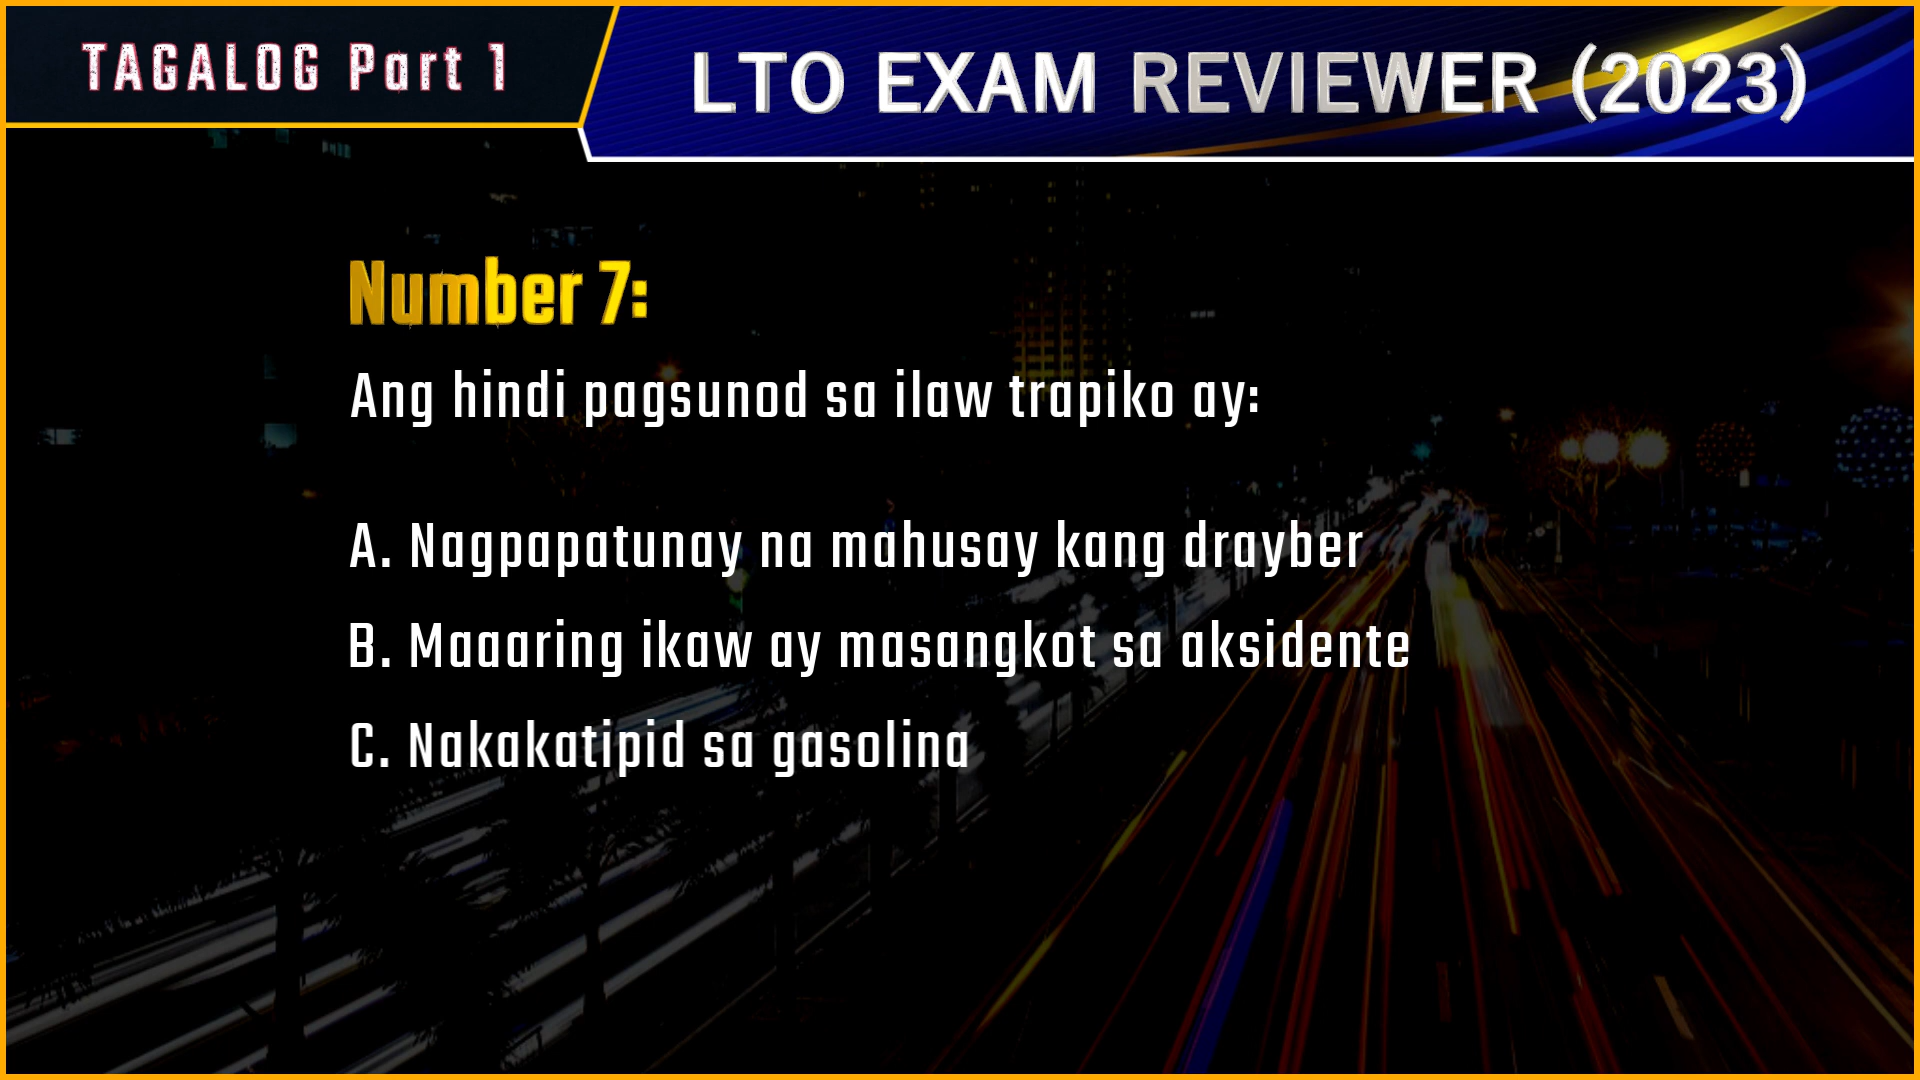 TAGALOG Part 1
LTO EXAM REVIEWER (2023)
Number 7:
Ang hindi pagsunod sa ilaw trapiko ay:
A. Nagpapatunay na mahusay kang drayber
B. Maaaring ikaw ay masangkot sa aksidente
C. Nakakatipid sa gasolina